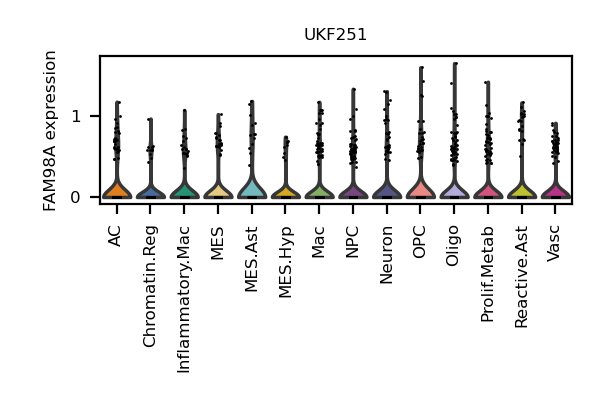 UKF251
FAM98A expression
1
0
AC
Chromatin.Reg
Inflammatory.Mac
MES
MES.Ast
MES.Hyp
Mac
NPC
Neuron
OPC
Oligo
Prolif.Metab
Reactive.Ast
Vasc